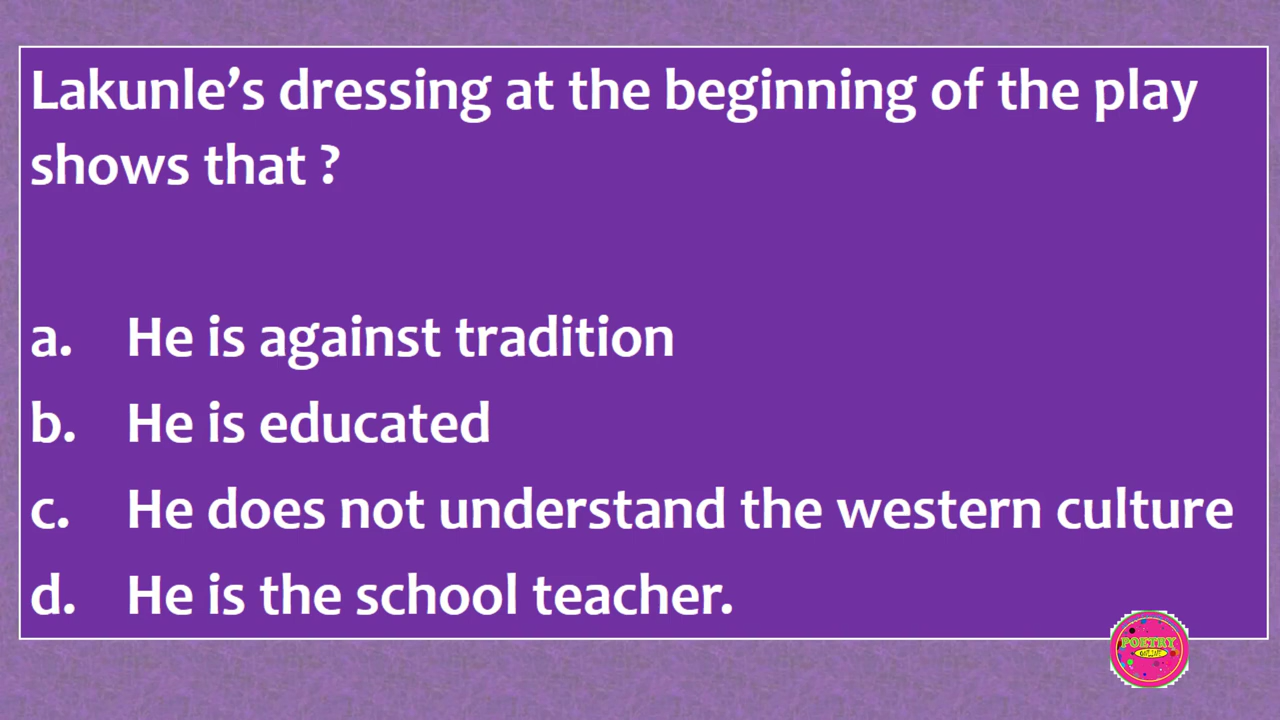 Lakunle’s dressing at the beginning of the play
shows that ?
a. He is against tradition
b. He is educated
c. He does not understand the western culture
d. He is the school teacher.
POETRY